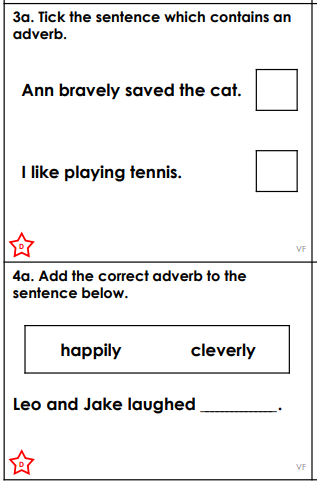 3a. Tick the sentence which contains an
adverb.
Ann bravely saved the cat.
I like playing tennis.
D
VF
4a. Add the correct adverb to the
sentence below.
happily cleverly
Leo and Jake laughed ____________.
D
VF